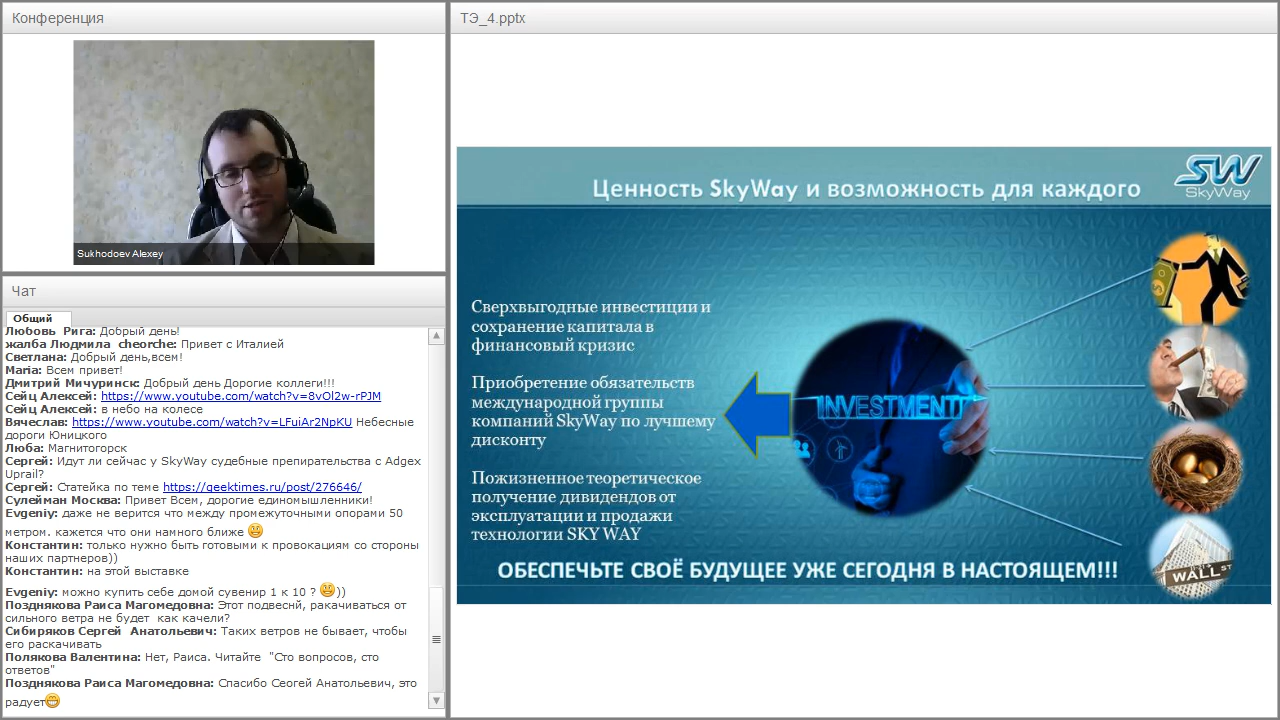 Конференция
Sukhodoev Alexey
Чат
Общий
Любовь Рига: Добрый день!
жалба Людмила cheorche: Привет с Италией
Светлана: Добрый день,всем!
Maria: Всем привет!
Дмитрий Мичуринск: Добрый день Дорогие коллеги!!!
Сейц Алексей: https://www.youtube.com/watch?v=8vOl2w-rPJM
Сейц Алексей: в небо на колесе
Вячеслав: https://www.youtube.com/watch?v=LFuiAr2NpKU Небесные
дороги Юницкого
Люба: Магнитогорск
Сергей: Идут ли сейчас у SkyWay судебные препирательства с Adgex
Uprail?
Сергей: Статейка по теме https://geektimes.ru/post/276646/
Сулейман Москва: Привет Всем, дорогие единомышленники!
Evgeniy: даже не верится что между промежуточными опорами 50
метром. кажется что они намного ближе
Константин: только нужно быть готовыми к провокациям со стороны
наших партнеров))
Константин: на этой выставке
Evgeniy: можно купить себе домой сувенир 1 к 10 ? ))
Позднякова Раиса Магомедовна: Этот подвеснй, ракачиваться от
сильного ветра не будет как качели?
Сибиряков Сергей Анатольевич: Таких ветров не бывает, чтобы
его раскачивать
Полякова Валентина: Нет, Раиса. Читайте "Сто вопросов, сто
ответов"
Позднякова Раиса Магомедовна: Спасибо Сеогей Анатольевич, это
радует
ТЭ_4.pptx
Ценность SkyWay и возможность для каждого
SW
SkyWay
Сверхвыгодные инвестиции и
сохранение капитала в
финансовый кризис
Приобретение обязательств
международной группы
компаний SkyWay по лучшему
дисконту
Пожизненное теоретическое
получение дивидендов от
эксплуатации и продажи
технологии SKY WAY
INVESTMENT
WALL ST
ОБЕСПЕЧЬТЕ СВОЁ БУДУЩЕЕ УЖЕ СЕГОДНЯ В НАСТОЯЩЕМ!!!